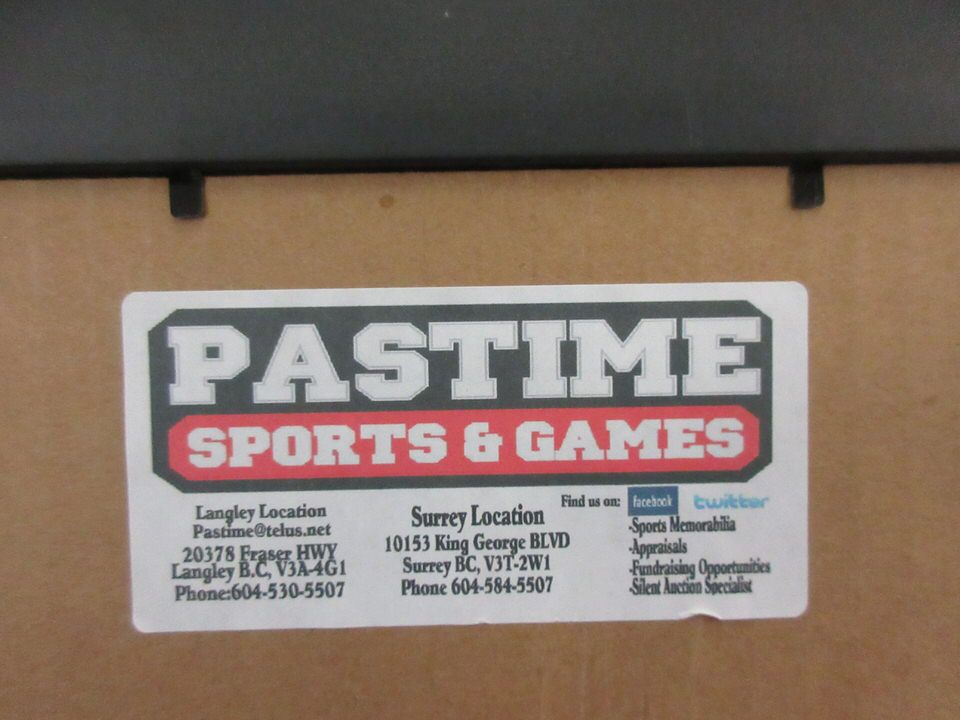 PASTIME
SPORTS & GAMES
Langley Location
Pastime@telus.net
20378 Fraser HWY
Langley B.C, V3A-4G1
Phone:604-530-5507
Surrey Location
10153 King George BLVD
Surrey BC, V3T-2W1
Phone 604-584-5507
Find us on: facebook twitter
-Sports Memorabilia
-Appraisals
-Fundraising Opportunities
-Silent Auction Specialist